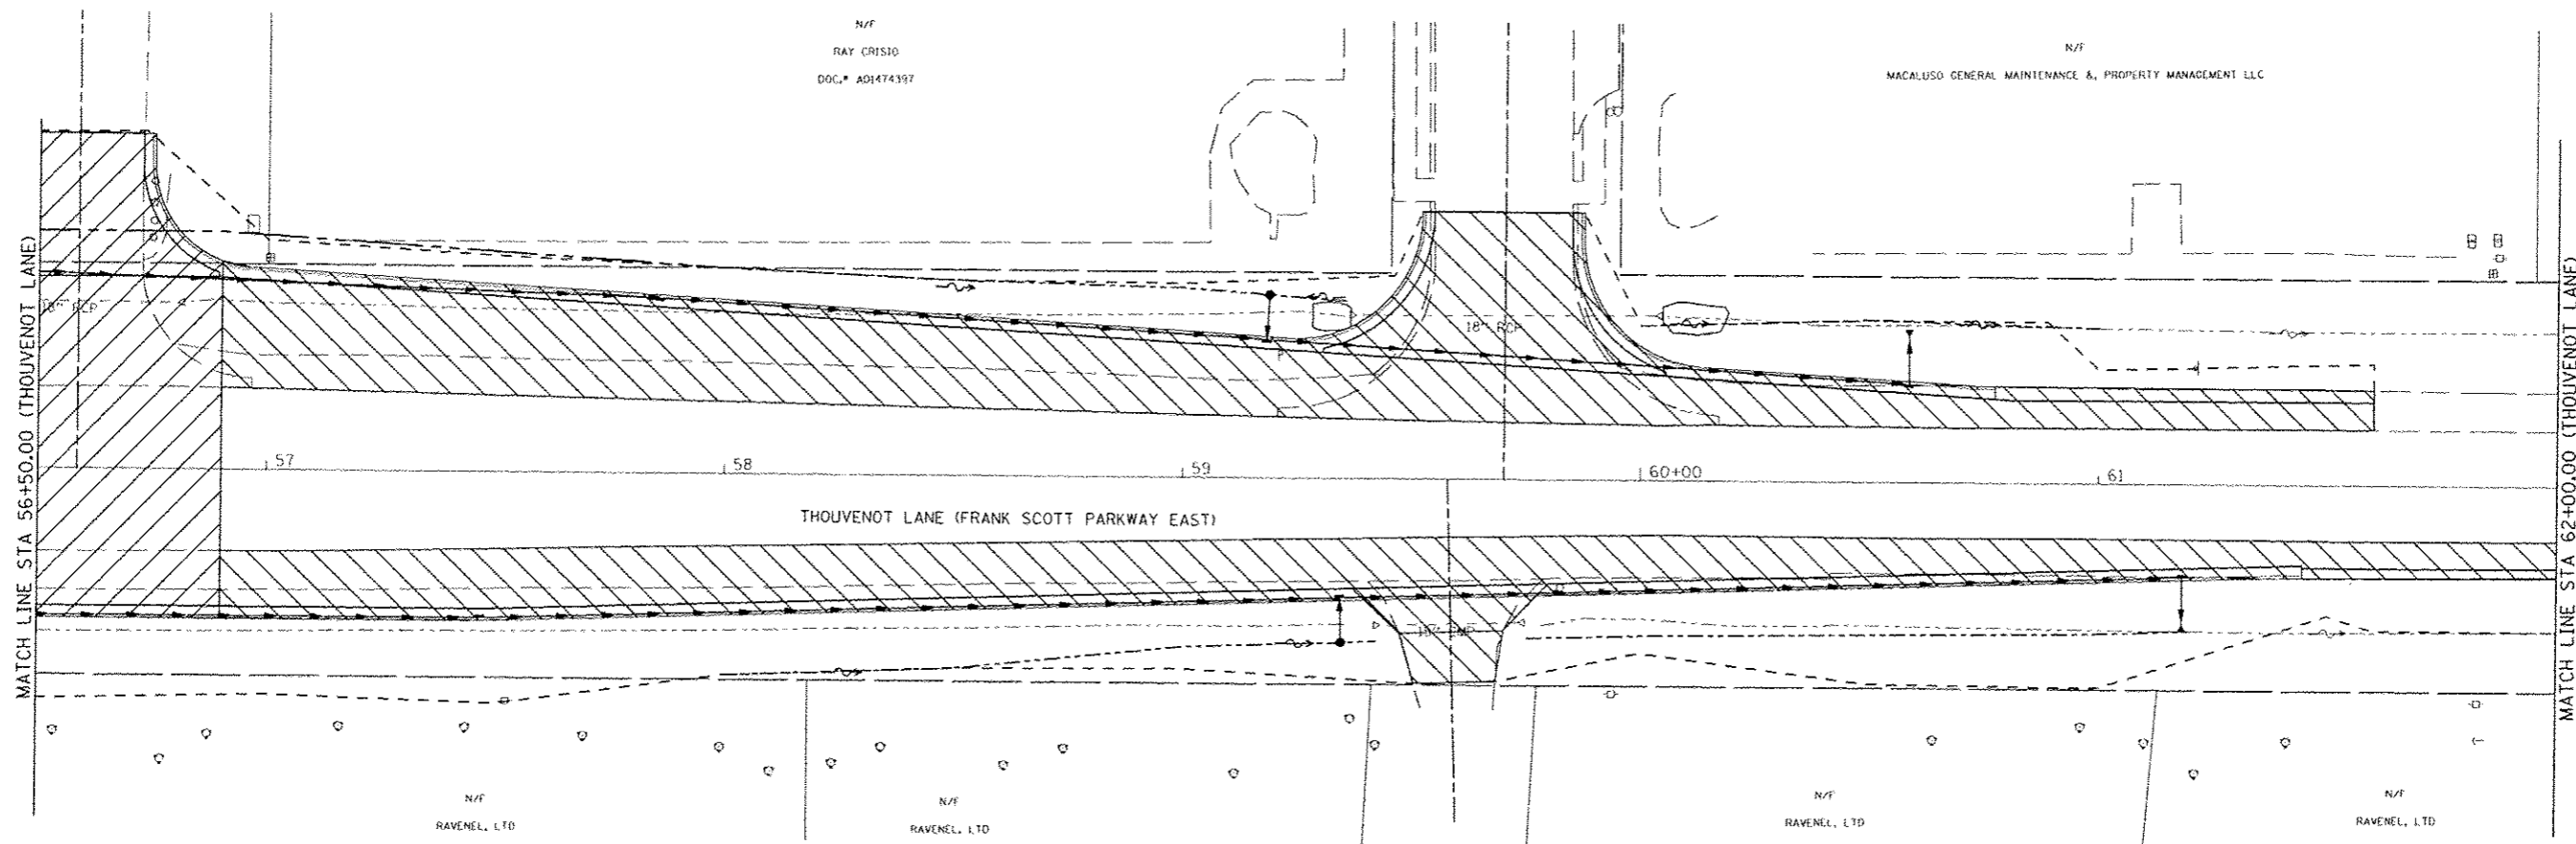 N/F
RAY CRISIO
DOC.# A01474397
N/F
MACALUSO GENERAL MAINTENANCE &, PROPERTY MANAGEMENT LLC
MATCH LINE STA 56+50.00 (THOUVENOT LANE)
18" RCP
18" RCP
57
58
59
60+00
61
THOUVENOT LANE (FRANK SCOTT PARKWAY EAST)
MATCH LINE STA 62+00.00 (THOUVENOT LANE)
N/F
RAVENEL, LTD
N/F
RAVENEL, LTD
N/F
RAVENEL, LTD
N/F
RAVENEL, LTD